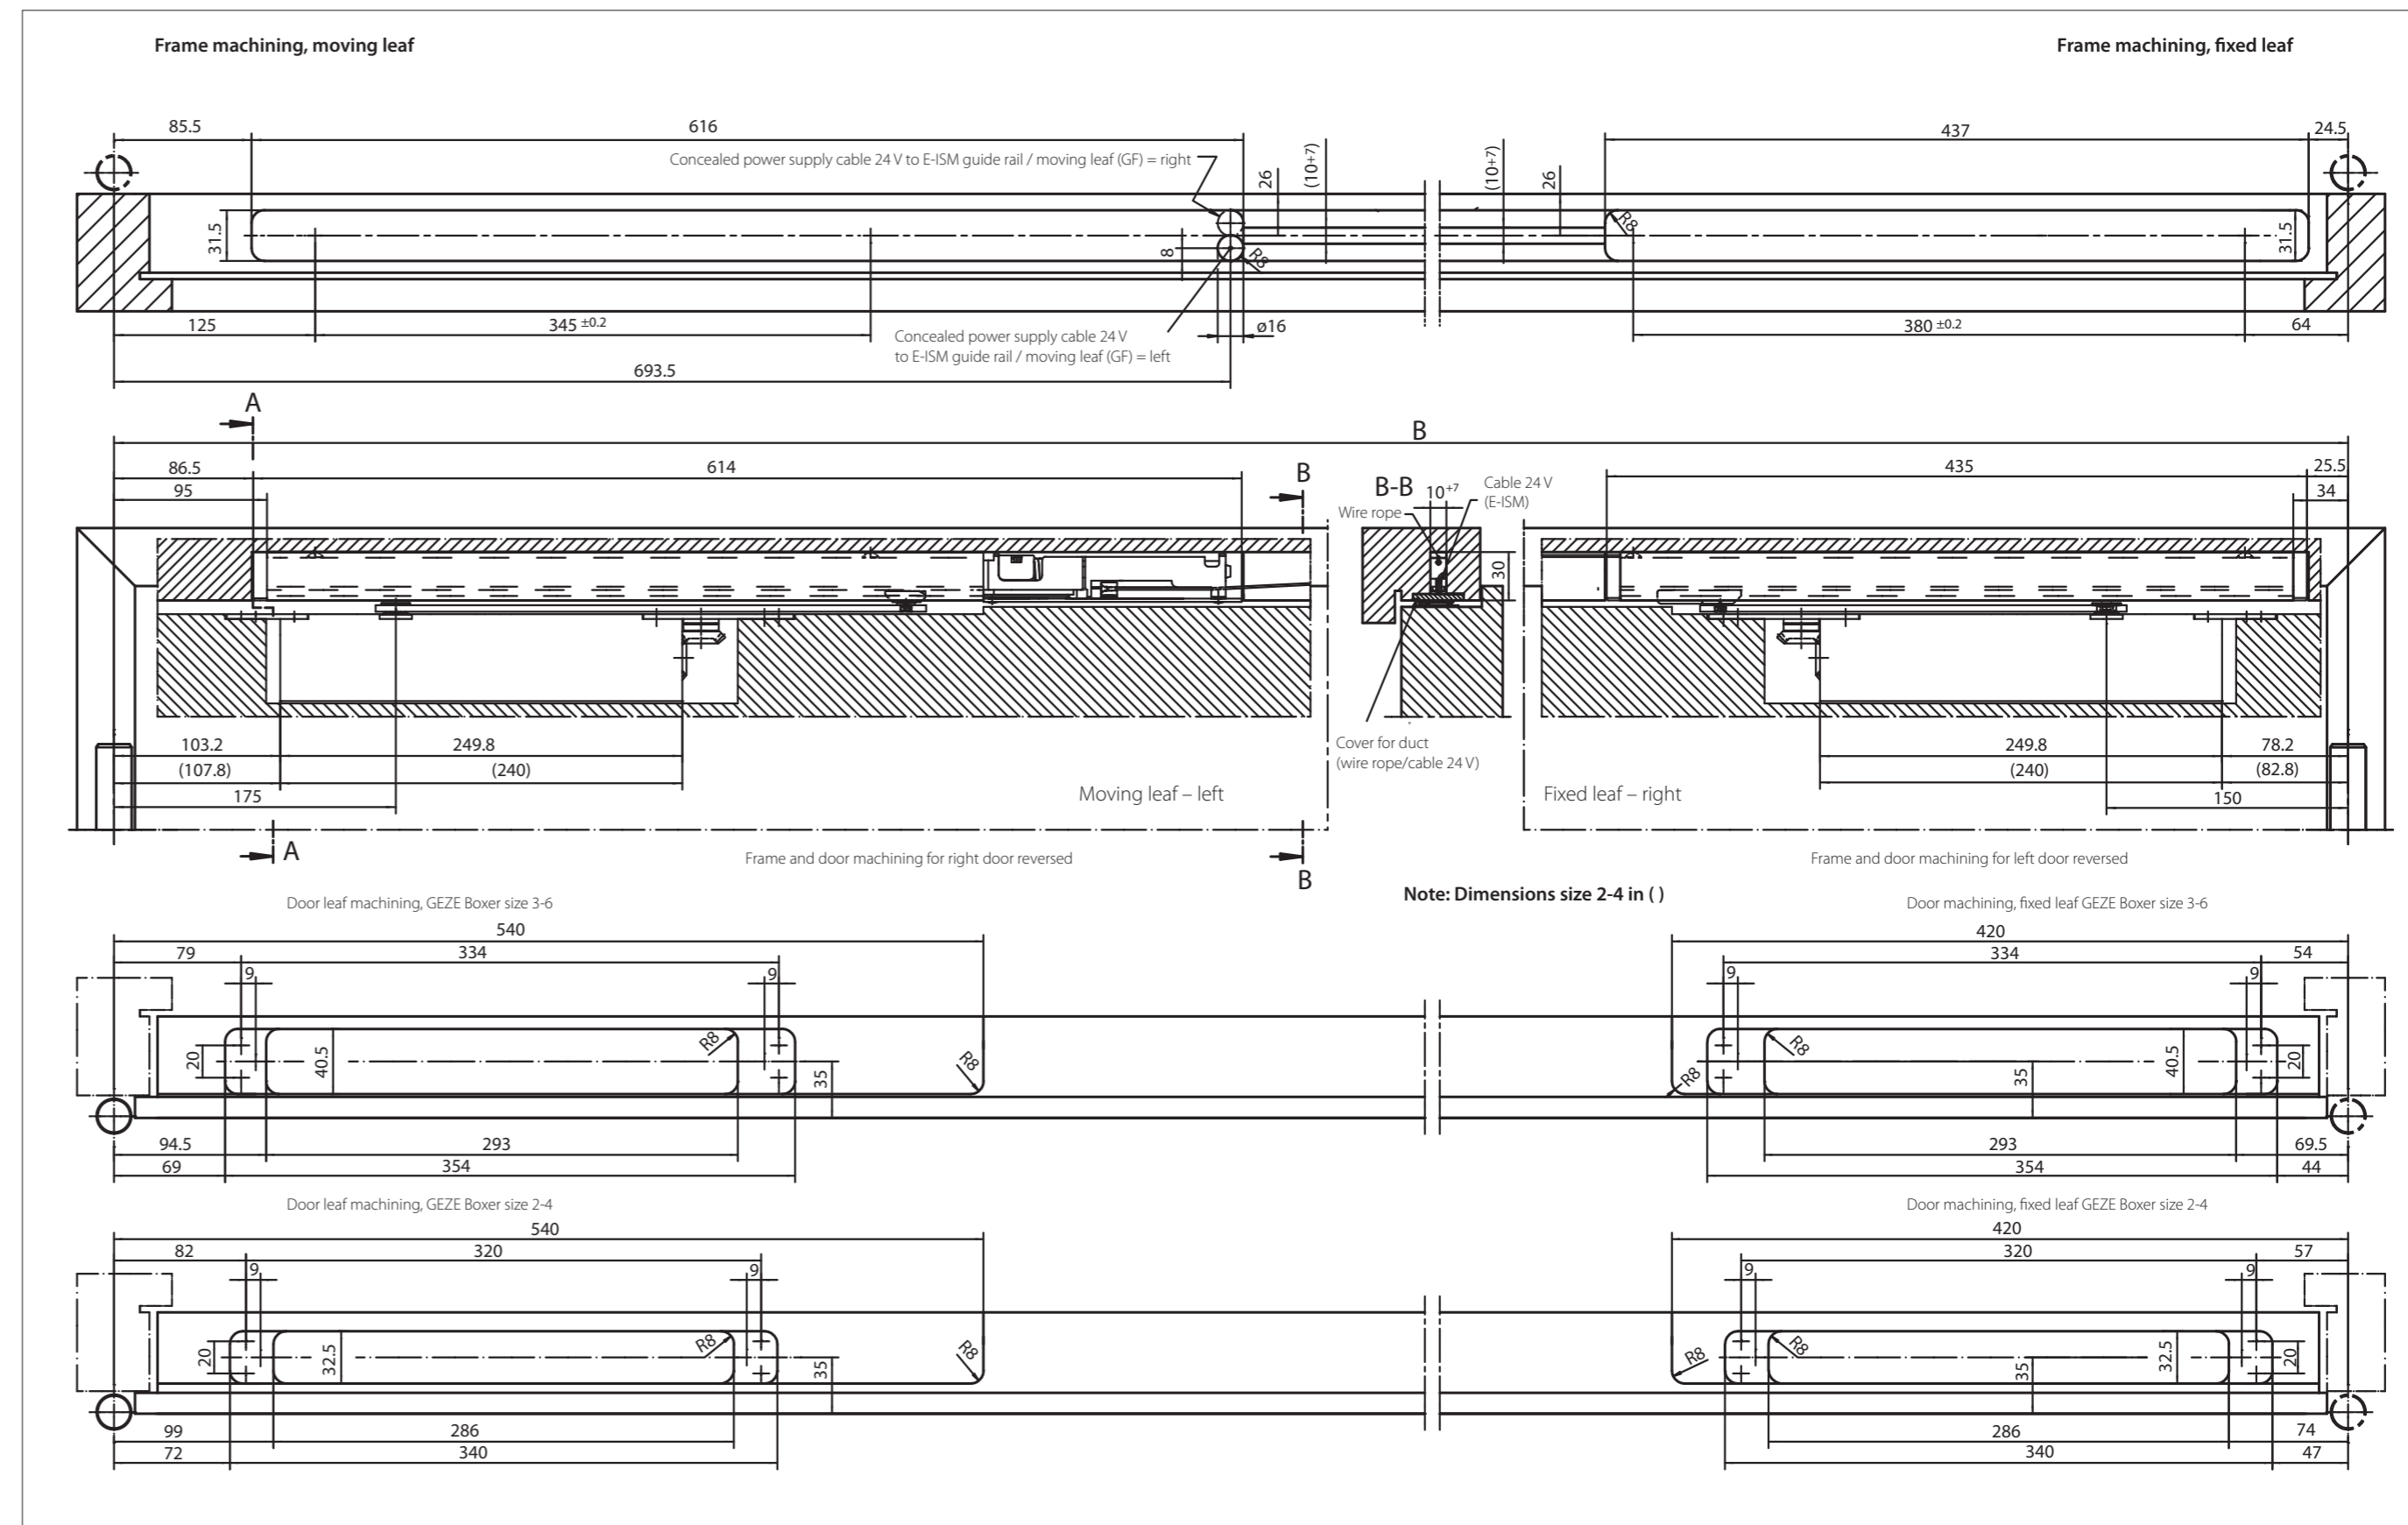 Frame machining, moving leaf
Frame machining, fixed leaf
85.5
616
437
24.5
Concealed power supply cable 24 V to E-ISM guide rail / moving leaf (GF) = right
26
(10+7)
(10+7)
26
31.5
8
R8
R8
31.5
125
345 ±0.2
ø16
380 ±0.2
64
Concealed power supply cable 24 V
to E-ISM guide rail / moving leaf (GF) = left
693.5
A
B
86.5
614
B
B-B
10+7
Cable 24 V
(E-ISM)
435
25.5
95
Wire rope
34
30
103.2
249.8
Cover for duct
(wire rope/cable 24 V)
249.8
78.2
(107.8)
(240)
(240)
(82.8)
175
Moving leaf – left
Fixed leaf – right
150
A
Frame and door machining for right door reversed
B
Frame and door machining for left door reversed
Note: Dimensions size 2-4 in ( )
Door leaf machining, GEZE Boxer size 3-6
Door machining, fixed leaf GEZE Boxer size 3-6
540
420
79
334
334
54
9
9
9
9
20
40.5
R8
35
R8
R8
R8
35
40.5
20
94.5
293
293
69.5
69
354
354
44
Door leaf machining, GEZE Boxer size 2-4
Door machining, fixed leaf GEZE Boxer size 2-4
540
420
82
320
320
57
9
9
9
9
20
32.5
R8
35
R8
R8
R8
35
32.5
20
99
286
286
74
72
340
340
47